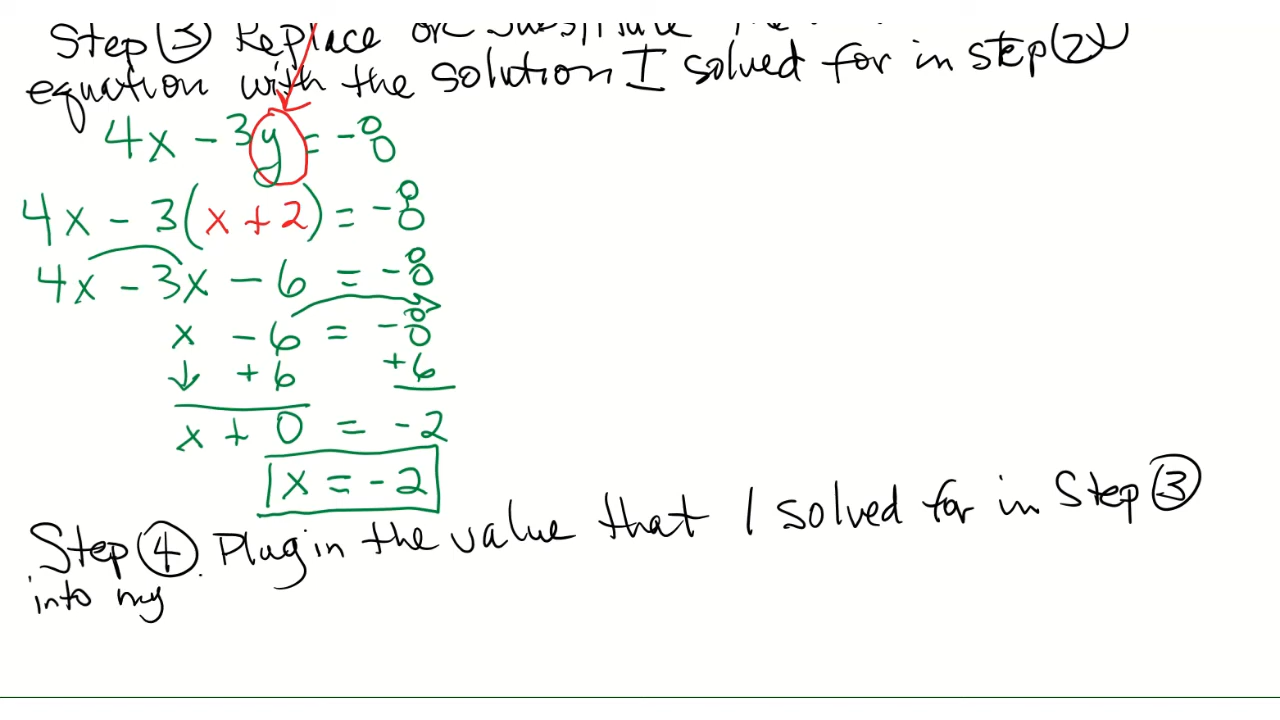 Step (3) Replace or substitute the
equation with the solution I solved for in step (2)
4x - 3y = -8
4x - 3(x + 2) = -8
4x - 3x - 6 = -8
x - 6 = -8
↓ + 6 +6
x + 0 = -2
x = -2
Step (4). Plug in the value that I solved for in Step (3)
into my